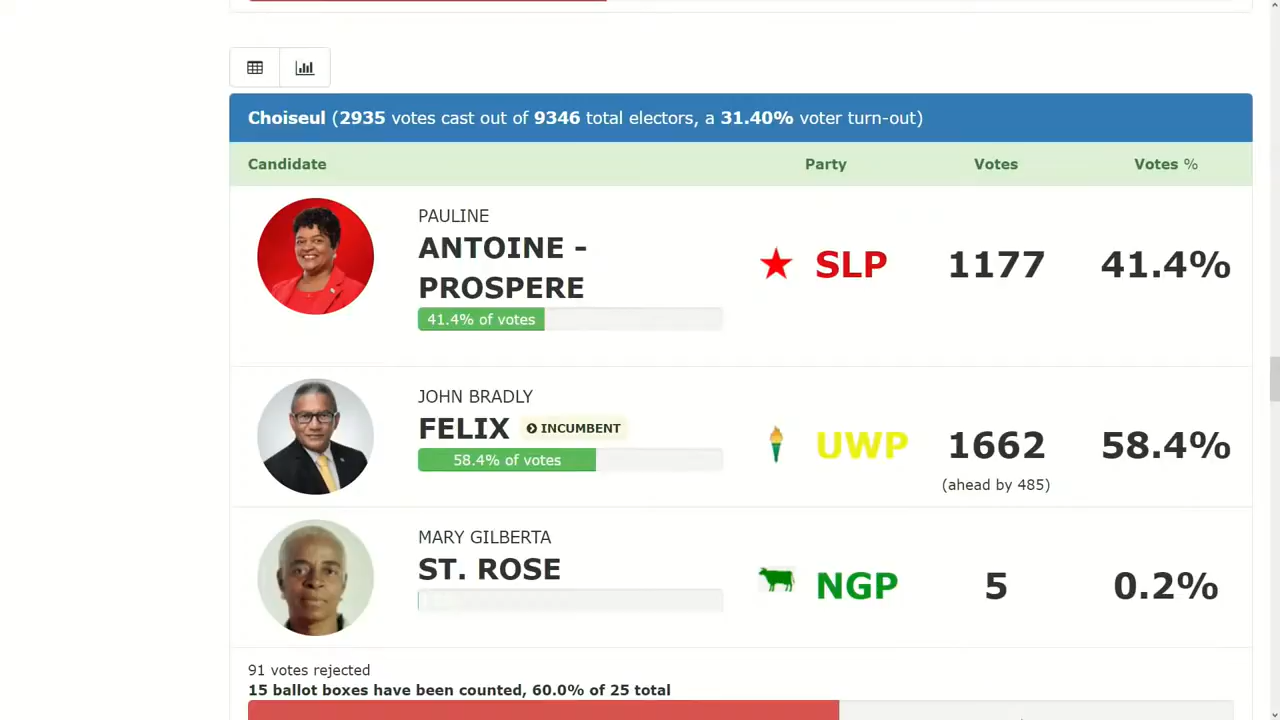 Choiseul (2935 votes cast out of 9346 total electors, a 31.40% voter turn-out)
Candidate Party Votes Votes %
PAULINE
ANTOINE -
PROSPERE
41.4% of votes
SLP 1177 41.4%
JOHN BRADLY
FELIX INCUMBENT
58.4% of votes
UWP 1662 58.4%
(ahead by 485)
MARY GILBERTA
ST. ROSE
NGP 5 0.2%
91 votes rejected
15 ballot boxes have been counted, 60.0% of 25 total